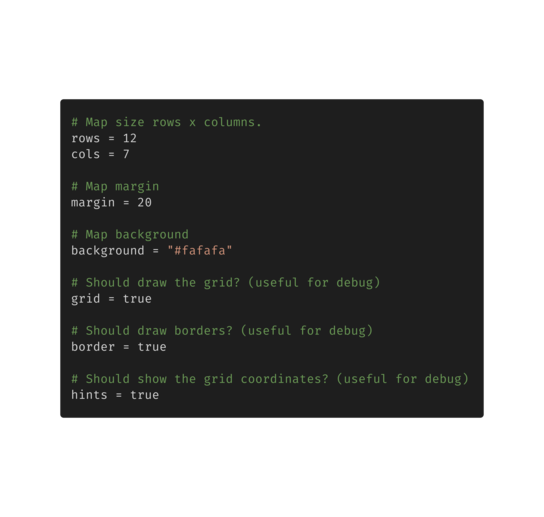 # Map size rows x columns.
rows = 12
cols = 7
# Map margin
margin = 20
# Map background
background = "#fafafa"
# Should draw the grid? (useful for debug)
grid = true
# Should draw borders? (useful for debug)
border = true
# Should show the grid coordinates? (useful for debug)
hints = true